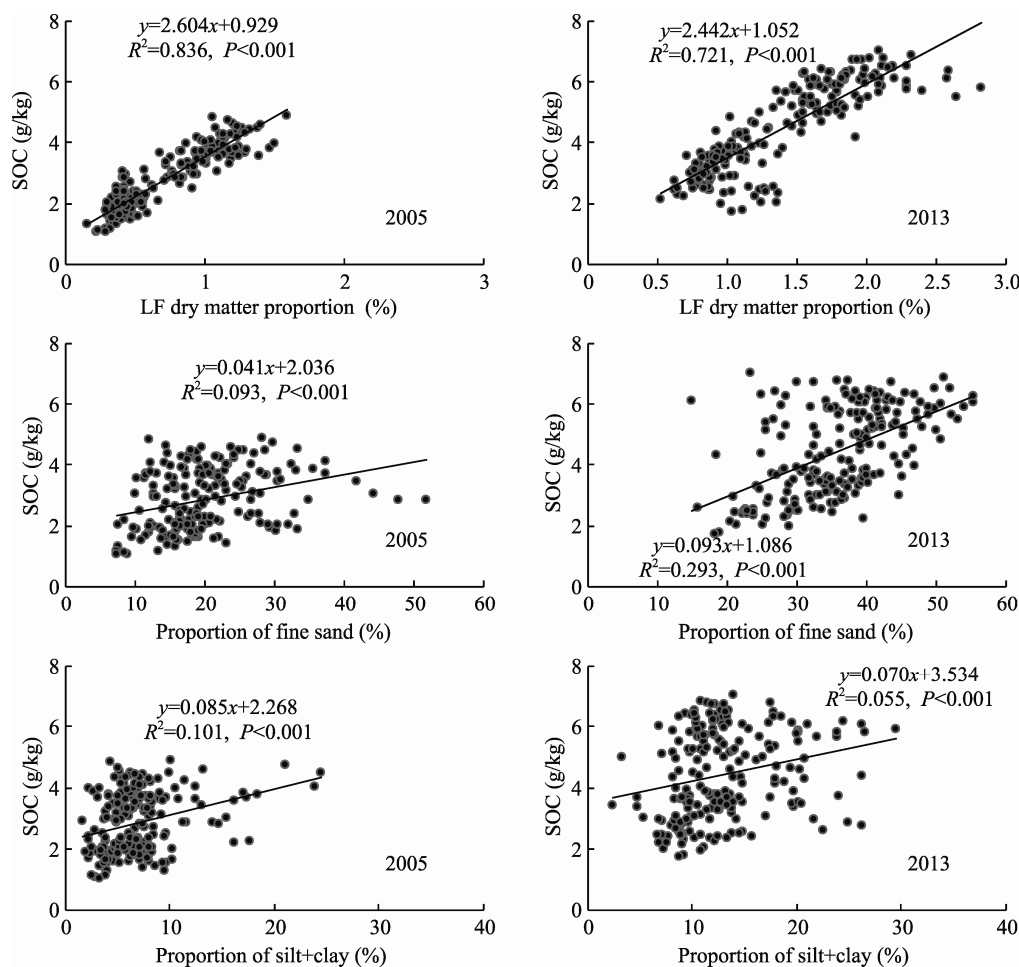 y=2.604x+0.929
R²=0.836, P<0.001
SOC (g/kg)
8
6
4
2
0
2005
0 1 2 3
LF dry matter proportion (%)
y=2.442x+1.052
R²=0.721, P<0.001
SOC (g/kg)
8
6
4
2
0
2013
0 0.5 1.0 1.5 2.0 2.5 3.0
LF dry matter proportion (%)
y=0.041x+2.036
R²=0.093, P<0.001
SOC (g/kg)
8
6
4
2
0
2005
0 10 20 30 40 50 60
Proportion of fine sand (%)
SOC (g/kg)
8
6
4
2
0
2013
y=0.093x+1.086
R²=0.293, P<0.001
0 10 20 30 40 50 60
Proportion of fine sand (%)
y=0.085x+2.268
R²=0.101, P<0.001
SOC (g/kg)
8
6
4
2
0
2005
0 10 20 30 40
Proportion of silt+clay (%)
y=0.070x+3.534
R²=0.055, P<0.001
SOC (g/kg)
8
6
4
2
0
2013
0 10 20 30 40
Proportion of silt+clay (%)